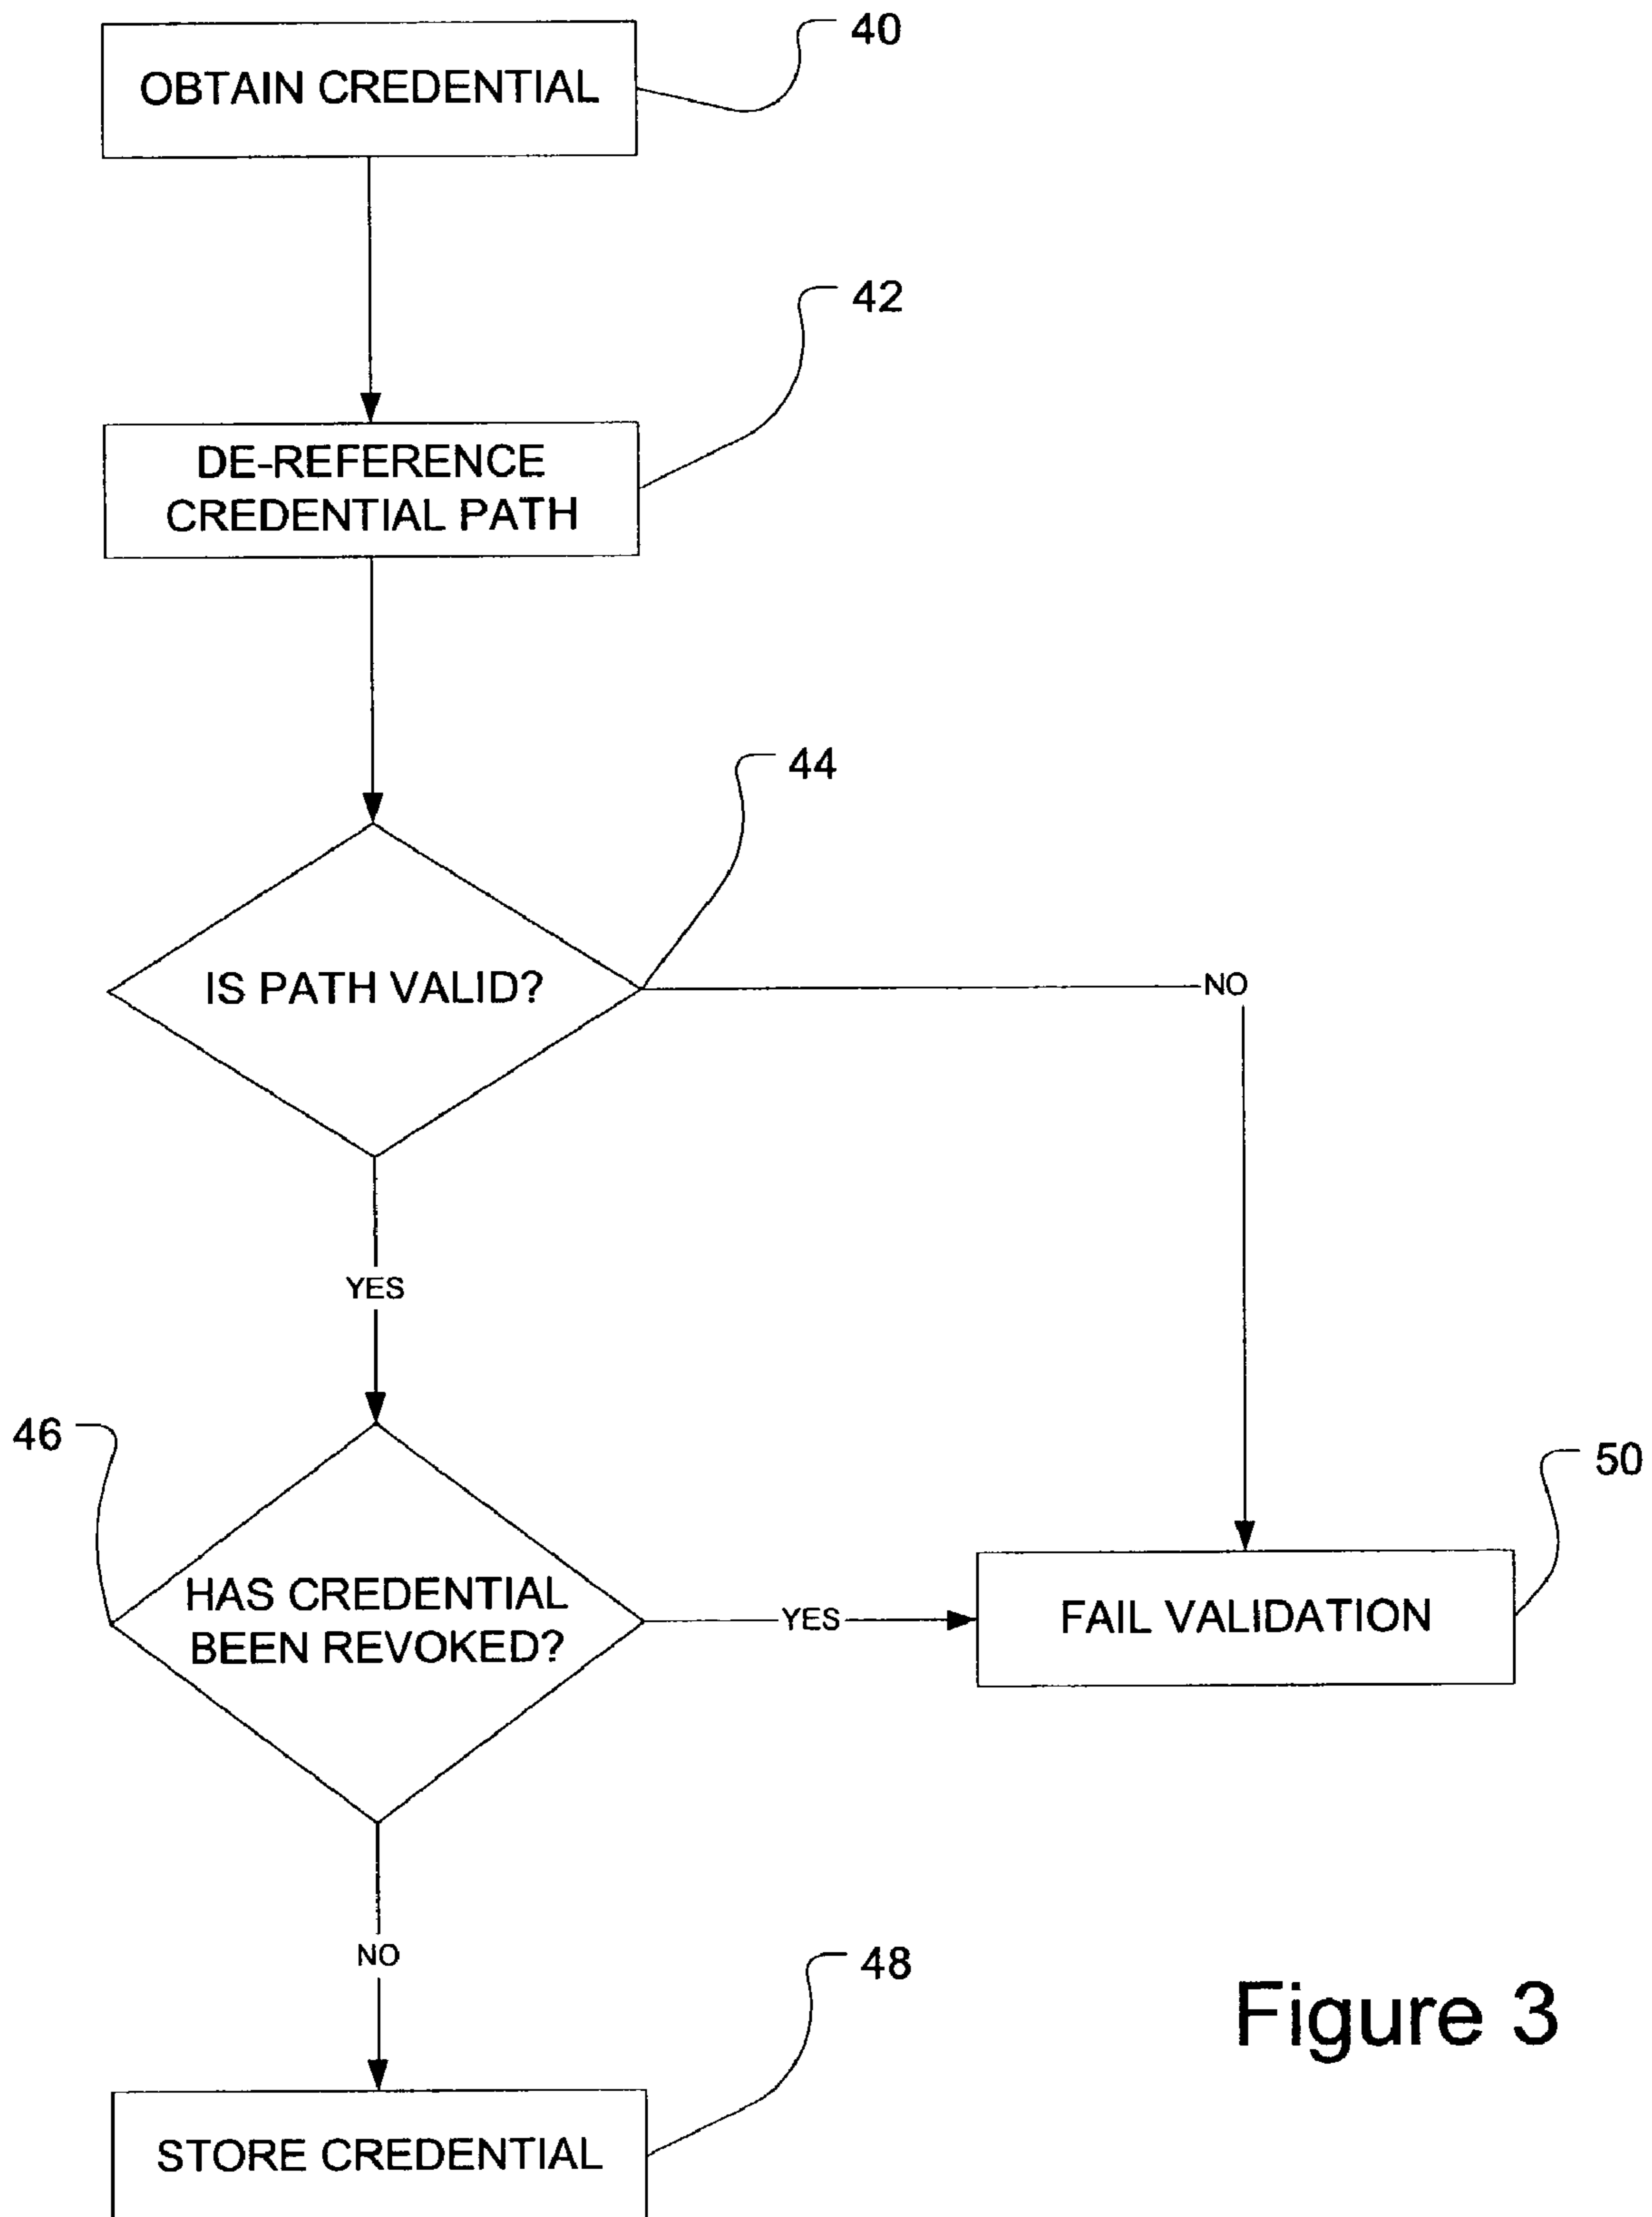 40
OBTAIN CREDENTIAL
42
DE-REFERENCE
CREDENTIAL PATH
44
IS PATH VALID?
NO
YES
46
50
HAS CREDENTIAL
BEEN REVOKED?
YES
FAIL VALIDATION
NO
48
STORE CREDENTIAL
Figure 3